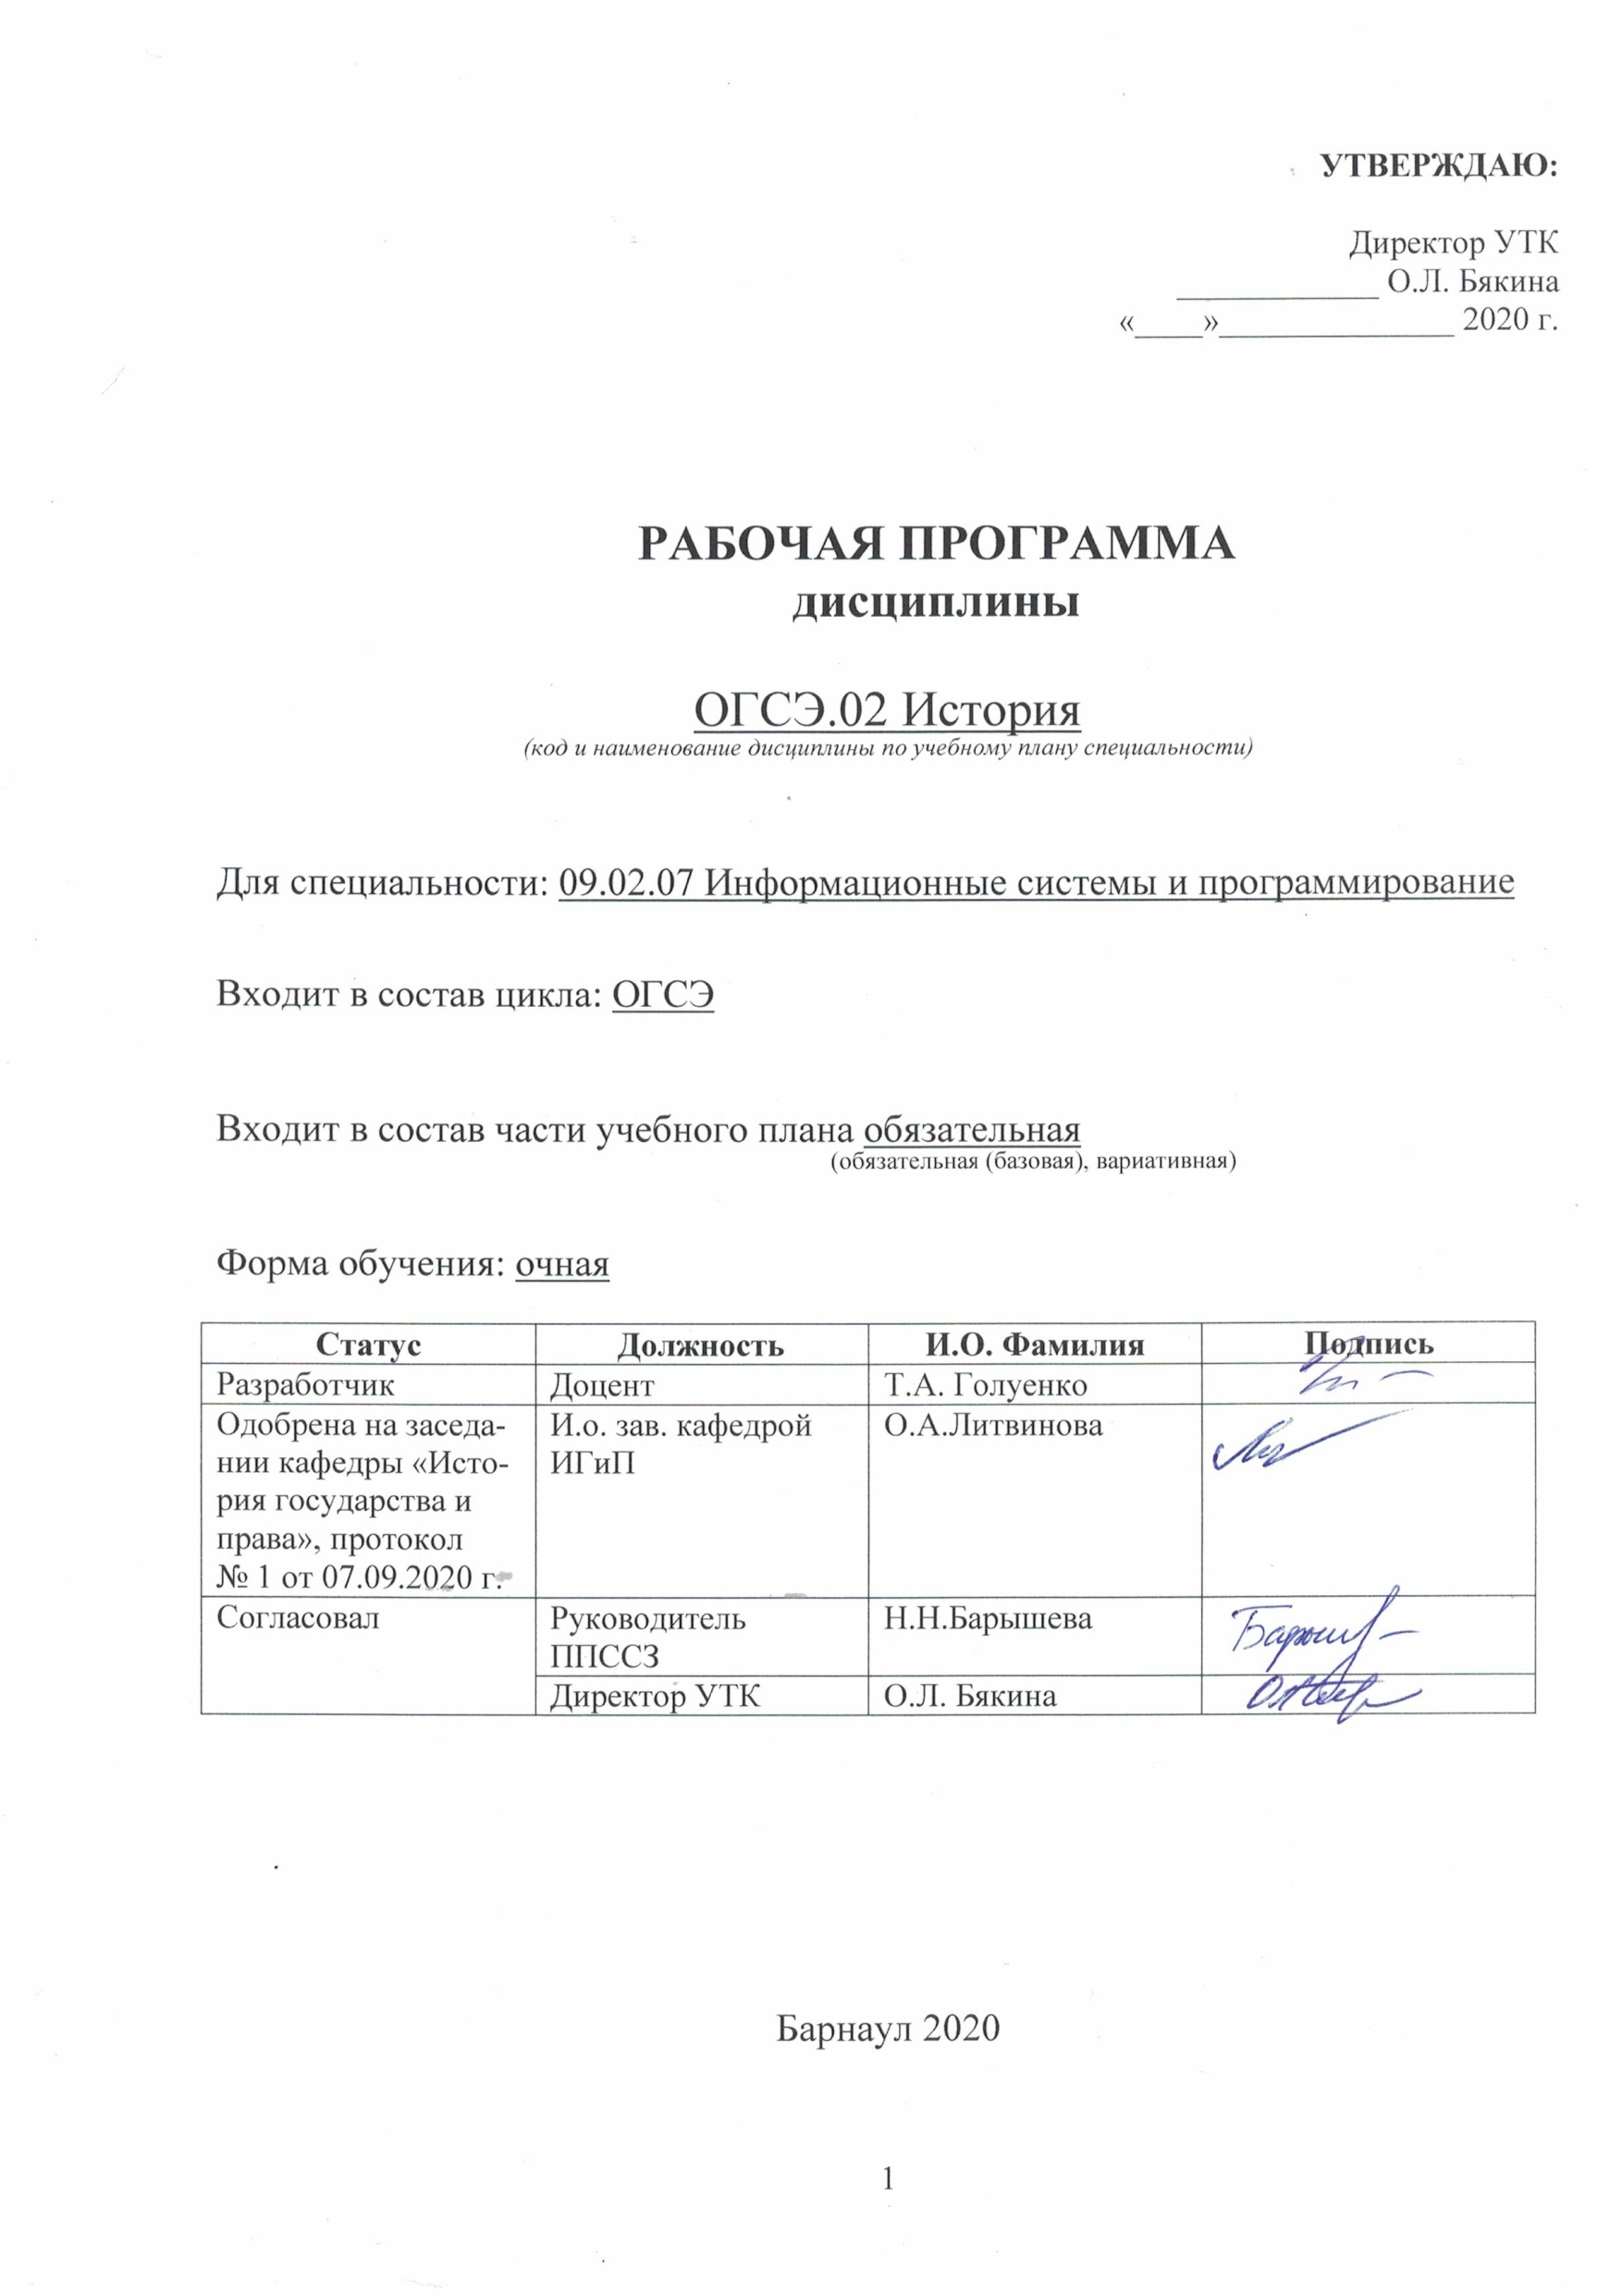 УТВЕРЖДАЮ:
Директор УТК
____________ О.Л. Бякина
«____»______________ 2020 г.
РАБОЧАЯ ПРОГРАММА
дисциплины
ОГСЭ.02 История
(код и наименование дисциплины по учебному плану специальности)
Для специальности: 09.02.07 Информационные системы и программирование
Входит в состав цикла: ОГСЭ
Входит в состав части учебного плана обязательная
(обязательная (базовая), вариативная)
Форма обучения: очная
Статус Должность И.О. Фамилия Подпись
Разработчик Доцент Т.А. Голуенко
Одобрена на заседа- И.о. зав. кафедрой О.А.Литвинова
нии кафедры «Исто- ИГиП
рия государства и
права», протокол
№ 1 от 07.09.2020 г.
Согласовал Руководитель Н.Н.Барышева
ППССЗ
Директор УТК О.Л. Бякина
Барнаул 2020
1